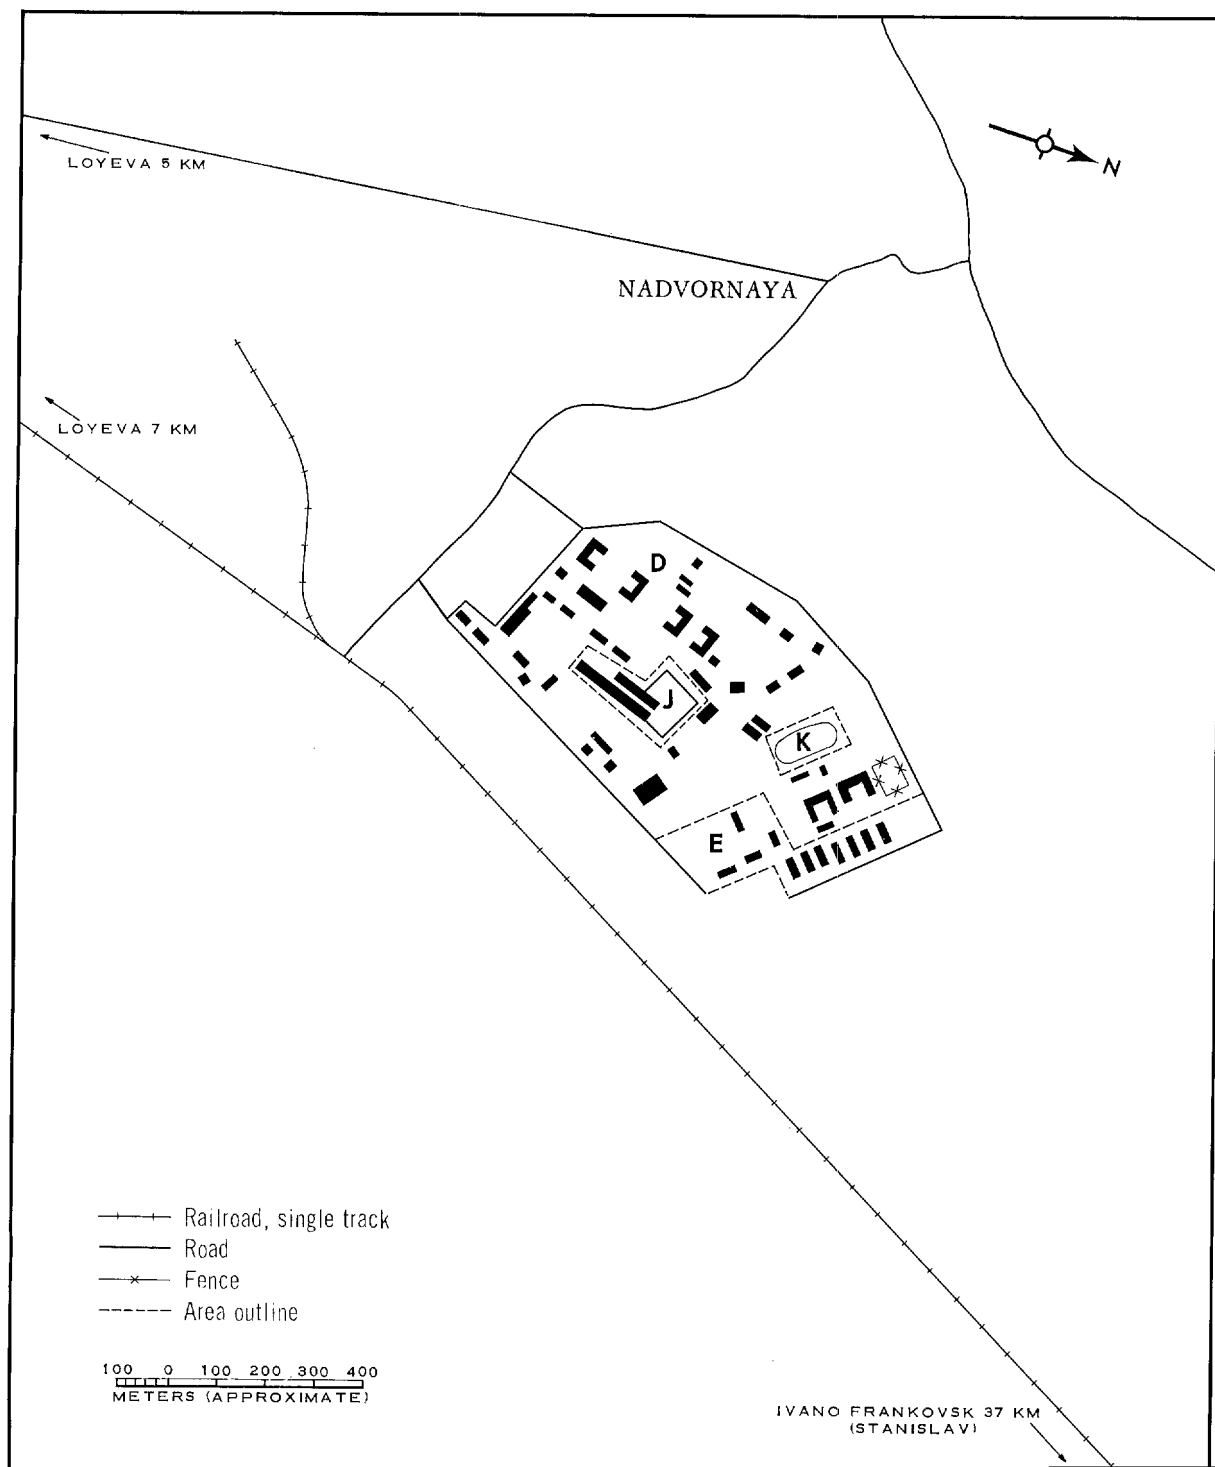 LOYEVA 5 KM
N
NADVORNAYA
LOYEVA 7 KM
D
J
K
E
Railroad, single track
Road
Fence
Area outline
100 0 100 200 300 400
METERS (APPROXIMATE)
IVANO FRANKOVSK 37 KM
(STANISLAV)